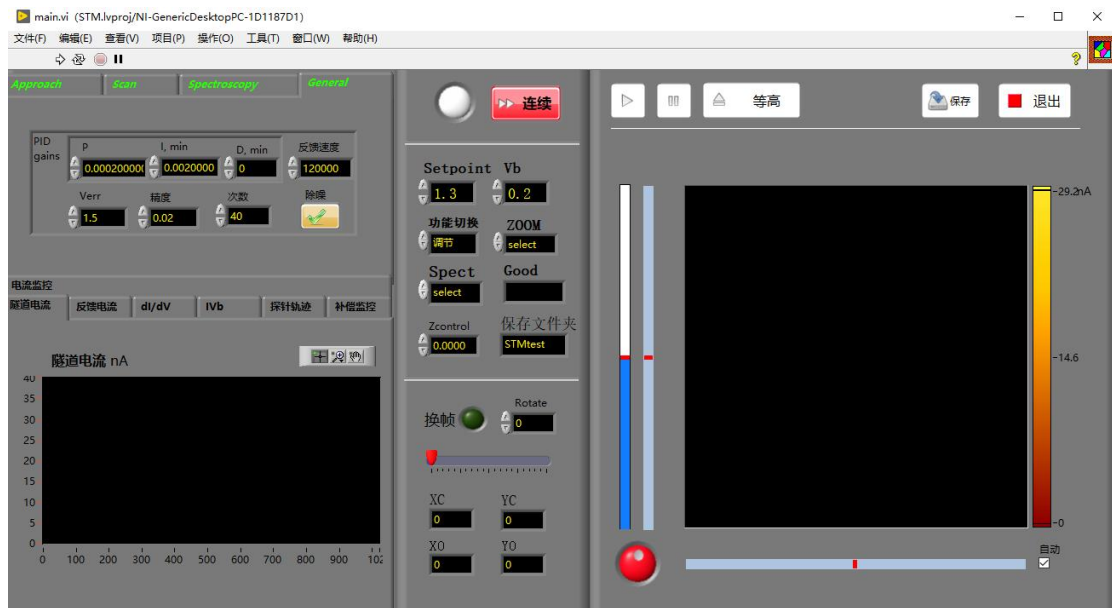 main.vi (STM.lvproj/NI-GenericDesktopPC-1D1187D1)
文件(F) 编辑(E) 查看(V) 项目(P) 操作(O) 工具(T) 窗口(W) 帮助(H)
Approach Scan Spectroscopy General
PID gains
P I, min D, min 反馈速度
0.00020000 0.0020000 0 120000
Verr 精度 次数 除噪
1.5 0.02 40
电流监控
隧道电流 反馈电流 dI/dV IVb 探针轨迹 补偿监控
隧道电流 nA
40
35
30
25
20
15
10
5
0
0 100 200 300 400 500 600 700 800 900 102
连续
Setpoint Vb
1.3 0.2
功能切换 ZOOM
调节 select
Spect Good
select
Zcontrol 保存文件夹
0.0000 STMtest
换帧 Rotate
0
XC YC
0 0
X0 Y0
0 0
等高 保存 退出
29.2nA
14.6
0
自动